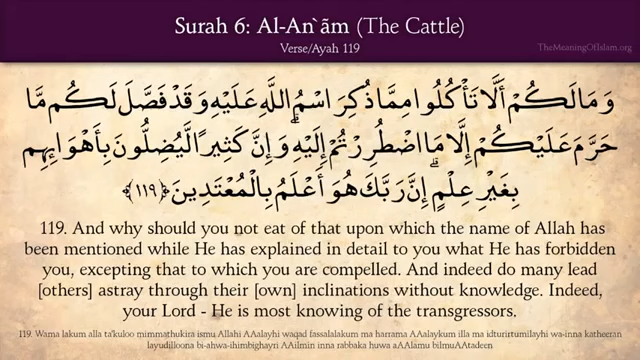 Surah 6: Al-An`ãm (The Cattle)
Verse/Ayah 119
TheMeaningOfIslam.org
وَمَا لَكُمْ أَلَّا تَأْكُلُوا مِمَّا ذُكِرَ اسْمُ اللَّهِ عَلَيْهِ وَقَدْ فَصَّلَ لَكُم مَّا
حَرَّمَ عَلَيْكُمْ إِلَّا مَا اضْطُرِرْتُمْ إِلَيْهِ ۗ وَإِنَّ كَثِيرًا لَّيُضِلُّونَ بِأَهْوَائِهِم
بِغَيْرِ عِلْمٍ ۗ إِنَّ رَبَّكَ هُوَ أَعْلَمُ بِالْمُعْتَدِينَ ﴿١١٩﴾
119. And why should you not eat of that upon which the name of Allah has
been mentioned while He has explained in detail to you what He has forbidden
you, excepting that to which you are compelled. And indeed do many lead
[others] astray through their [own] inclinations without knowledge. Indeed,
your Lord - He is most knowing of the transgressors.
119. Wama lakum alla ta'kuloo mimmathukira ismu Allahi AAalayhi waqad fassalalakum ma harrama AAalaykum illa ma idturirtumilayhi wa-inna katheeran
layudilloona bi-ahwa-ihimbighayri AAilmin inna rabbaka huwa aAAlamu bilmuAAtadeen